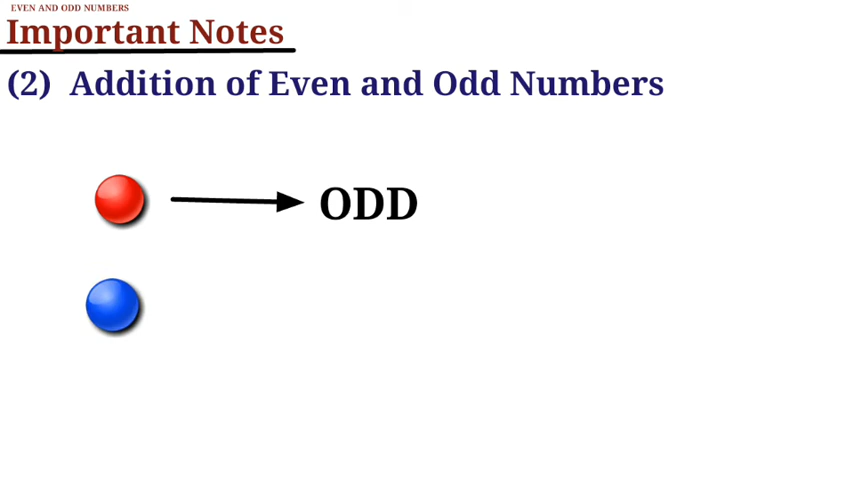 EVEN AND ODD NUMBERS
Important Notes
(2) Addition of Even and Odd Numbers
ODD